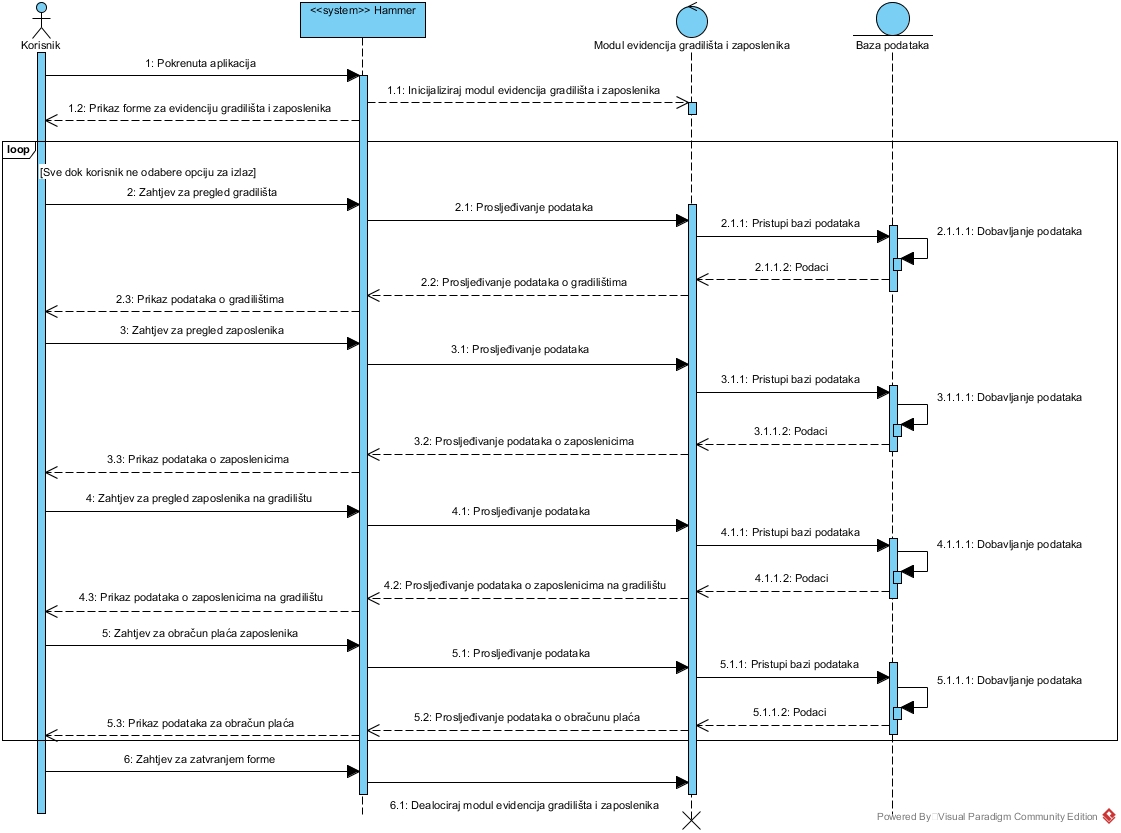 <<system>> Hammer
Korisnik
Modul evidencija gradilišta i zaposlenika
Baza podataka
1: Pokrenuta aplikacija
1.1: Inicijaliziraj modul evidencija gradilišta i zaposlenika
1.2: Prikaz forme za evidenciju gradilišta i zaposlenika
loop
[Sve dok korisnik ne odabere opciju za izlaz]
2: Zahtjev za pregled gradilišta
2.1: Prosljeđivanje podataka
2.1.1: Pristupi bazi podataka
2.1.1.1: Dobavljanje podataka
2.1.1.2: Podaci
2.2: Prosljeđivanje podataka o gradilištima
2.3: Prikaz podataka o gradilištima
3: Zahtjev za pregled zaposlenika
3.1: Prosljeđivanje podataka
3.1.1: Pristupi bazi podataka
3.1.1.1: Dobavljanje podataka
3.1.1.2: Podaci
3.2: Prosljeđivanje podataka o zaposlenicima
3.3: Prikaz podataka o zaposlenicima
4: Zahtjev za pregled zaposlenika na gradilištu
4.1: Prosljeđivanje podataka
4.1.1: Pristupi bazi podataka
4.1.1.1: Dobavljanje podataka
4.1.1.2: Podaci
4.2: Prosljeđivanje podataka o zaposlenicima na gradilištu
4.3: Prikaz podataka o zaposlenicima na gradilištu
5: Zahtjev za obračun plaća zaposlenika
5.1: Prosljeđivanje podataka
5.1.1: Pristupi bazi podataka
5.1.1.1: Dobavljanje podataka
5.1.1.2: Podaci
5.2: Prosljeđivanje podataka o obračunu plaća
5.3: Prikaz podataka za obračun plaća
6: Zahtjev za zatvranjem forme
6.1: Dealociraj modul evidencija gradilišta i zaposlenika
Powered By Visual Paradigm Community Edition